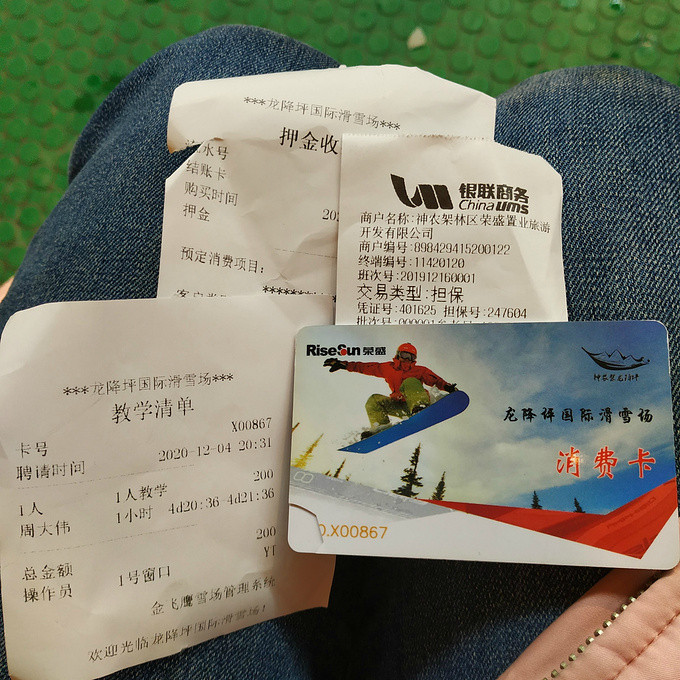 ***龙降坪国际滑雪场***
押金收
水号
结账卡
购买时间
押金
202
预定消费项目:
银联商务
China ums
商户名称:神农架林区荣盛置业旅游
开发有限公司
商户编号:898429415200122
终端编号:11420120
班次号:201912160001
交易类型:担保
凭证号:401625 担保号:247604
***龙降坪国际滑雪场***
教学清单
卡号 X00867
聘请时间 2020-12-04 20:31
1人 1人教学 200
周大伟 1小时 4d20:36-4d21:36
200
总金额 YT
操作员 1号窗口
金飞鹰雪场管理系统
欢迎光临龙降坪国际滑雪场!
RiseSun 荣盛
神农架龙降坪
龙降坪国际滑雪场
消费卡
O.X00867